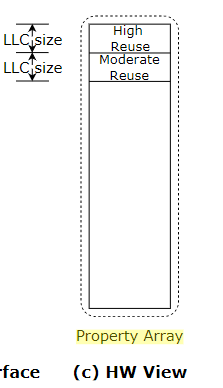 High
Reuse
LLC size
Moderate
Reuse
LLC size
Property Array
rface (c) HW View